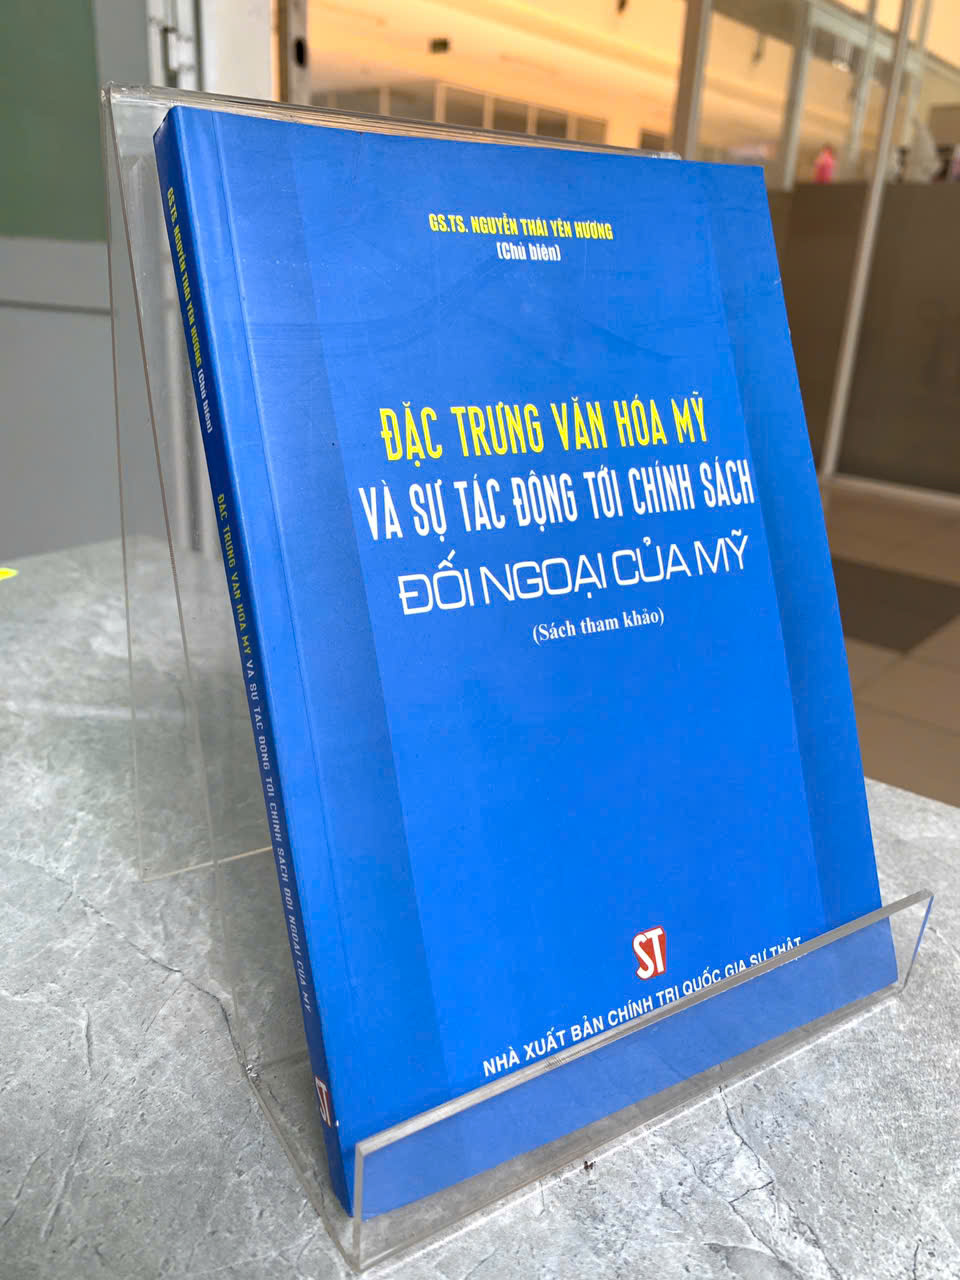 GS.TS. NGUYỄN THÁI YÊN HƯƠNG
(Chủ biên)
ĐẶC TRƯNG VĂN HÓA MỸ
VÀ SỰ TÁC ĐỘNG TỚI CHÍNH SÁCH
ĐỐI NGOẠI CỦA MỸ
(Sách tham khảo)
ST
NHÀ XUẤT BẢN CHÍNH TRỊ QUỐC GIA SỰ THẬT
GS.TS. NGUYỄN THÁI YÊN HƯƠNG (Chủ biên)
ĐẶC TRƯNG VĂN HÓA MỸ VÀ SỰ TÁC ĐỘNG TỚI CHÍNH SÁCH ĐỐI NGOẠI CỦA MỸ
ST